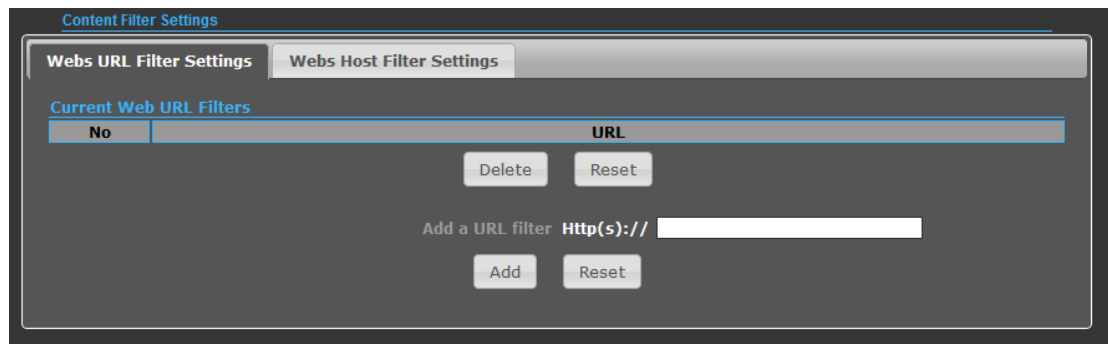 Content Filter Settings
Webs URL Filter Settings Webs Host Filter Settings
Current Web URL Filters
No URL
Delete Reset
Add a URL filter Http(s)://
Add Reset